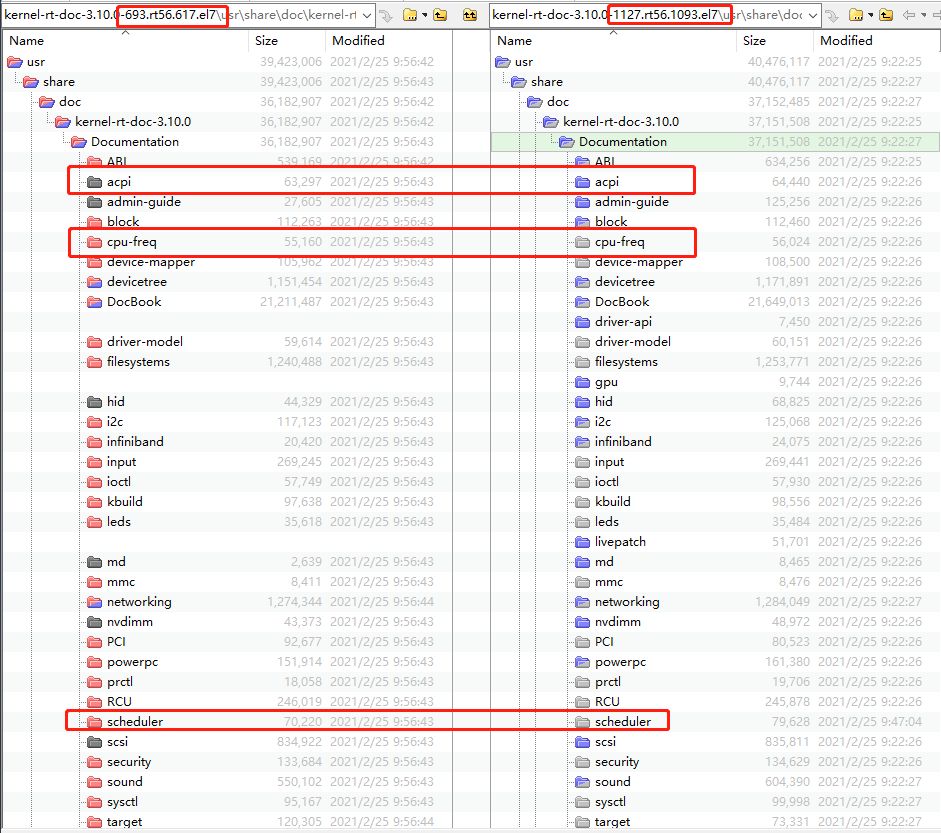 kernel-rt-doc-3.10.0-693.rt56.617.el7\usr\share\doc\kernel-rt kernel-rt-doc-3.10.0-1127.rt56.1093.el7\usr\share\doc
Name Size Modified Name Size Modified
usr 39,423,006 2021/2/25 9:56:42 usr 40,476,117 2021/2/25 9:22:25
share 39,423,006 2021/2/25 9:56:42 share 40,476,117 2021/2/25 9:22:27
doc 36,182,907 2021/2/25 9:56:42 doc 37,152,485 2021/2/25 9:22:27
kernel-rt-doc-3.10.0 36,182,907 2021/2/25 9:56:42 kernel-rt-doc-3.10.0 37,151,508 2021/2/25 9:22:25
Documentation 36,182,907 2021/2/25 9:56:43 Documentation 37,151,508 2021/2/25 9:22:27
ABI 539,169 2021/2/25 9:56:42 ABI 634,256 2021/2/25 9:22:25
acpi 63,297 2021/2/25 9:56:43 acpi 64,440 2021/2/25 9:22:26
admin-guide 27,605 2021/2/25 9:56:43 admin-guide 125,256 2021/2/25 9:22:26
block 112,263 2021/2/25 9:56:43 block 112,460 2021/2/25 9:22:26
cpu-freq 55,160 2021/2/25 9:56:43 cpu-freq 56,024 2021/2/25 9:22:26
device-mapper 105,962 2021/2/25 9:56:43 device-mapper 108,500 2021/2/25 9:22:26
devicetree 1,151,454 2021/2/25 9:56:43 devicetree 1,171,891 2021/2/25 9:22:26
DocBook 21,211,487 2021/2/25 9:56:43 DocBook 21,649,013 2021/2/25 9:22:26
driver-api 7,450 2021/2/25 9:22:26
driver-model 59,614 2021/2/25 9:56:43 driver-model 60,151 2021/2/25 9:22:26
filesystems 1,240,488 2021/2/25 9:56:43 filesystems 1,253,771 2021/2/25 9:22:26
gpu 9,744 2021/2/25 9:22:26
hid 44,329 2021/2/25 9:56:43 hid 68,825 2021/2/25 9:22:26
i2c 117,123 2021/2/25 9:56:43 i2c 125,068 2021/2/25 9:22:26
infiniband 20,420 2021/2/25 9:56:43 infiniband 24,075 2021/2/25 9:22:26
input 269,245 2021/2/25 9:56:43 input 269,441 2021/2/25 9:22:26
ioctl 57,749 2021/2/25 9:56:43 ioctl 57,930 2021/2/25 9:22:26
kbuild 97,638 2021/2/25 9:56:43 kbuild 98,556 2021/2/25 9:22:26
leds 35,618 2021/2/25 9:56:43 leds 35,484 2021/2/25 9:22:26
livepatch 51,701 2021/2/25 9:22:26
md 2,639 2021/2/25 9:56:43 md 8,465 2021/2/25 9:22:26
mmc 8,411 2021/2/25 9:56:43 mmc 8,476 2021/2/25 9:22:26
networking 1,274,344 2021/2/25 9:56:44 networking 1,284,049 2021/2/25 9:22:27
nvdimm 43,373 2021/2/25 9:56:43 nvdimm 48,972 2021/2/25 9:22:26
PCI 92,677 2021/2/25 9:56:43 PCI 80,523 2021/2/25 9:22:26
powerpc 151,914 2021/2/25 9:56:43 powerpc 161,380 2021/2/25 9:22:26
prctl 18,058 2021/2/25 9:56:43 prctl 19,706 2021/2/25 9:22:26
RCU 246,019 2021/2/25 9:56:43 RCU 245,878 2021/2/25 9:22:26
scheduler 70,220 2021/2/25 9:56:43 scheduler 79,628 2021/2/25 9:47:04
scsi 834,922 2021/2/25 9:56:43 scsi 835,811 2021/2/25 9:22:26
security 133,684 2021/2/25 9:56:43 security 134,629 2021/2/25 9:22:26
sound 550,102 2021/2/25 9:56:43 sound 604,390 2021/2/25 9:22:27
sysctl 95,167 2021/2/25 9:56:43 sysctl 99,998 2021/2/25 9:22:26
target 120,305 2021/2/25 9:56:43 target 73,331 2021/2/25 9:22:26